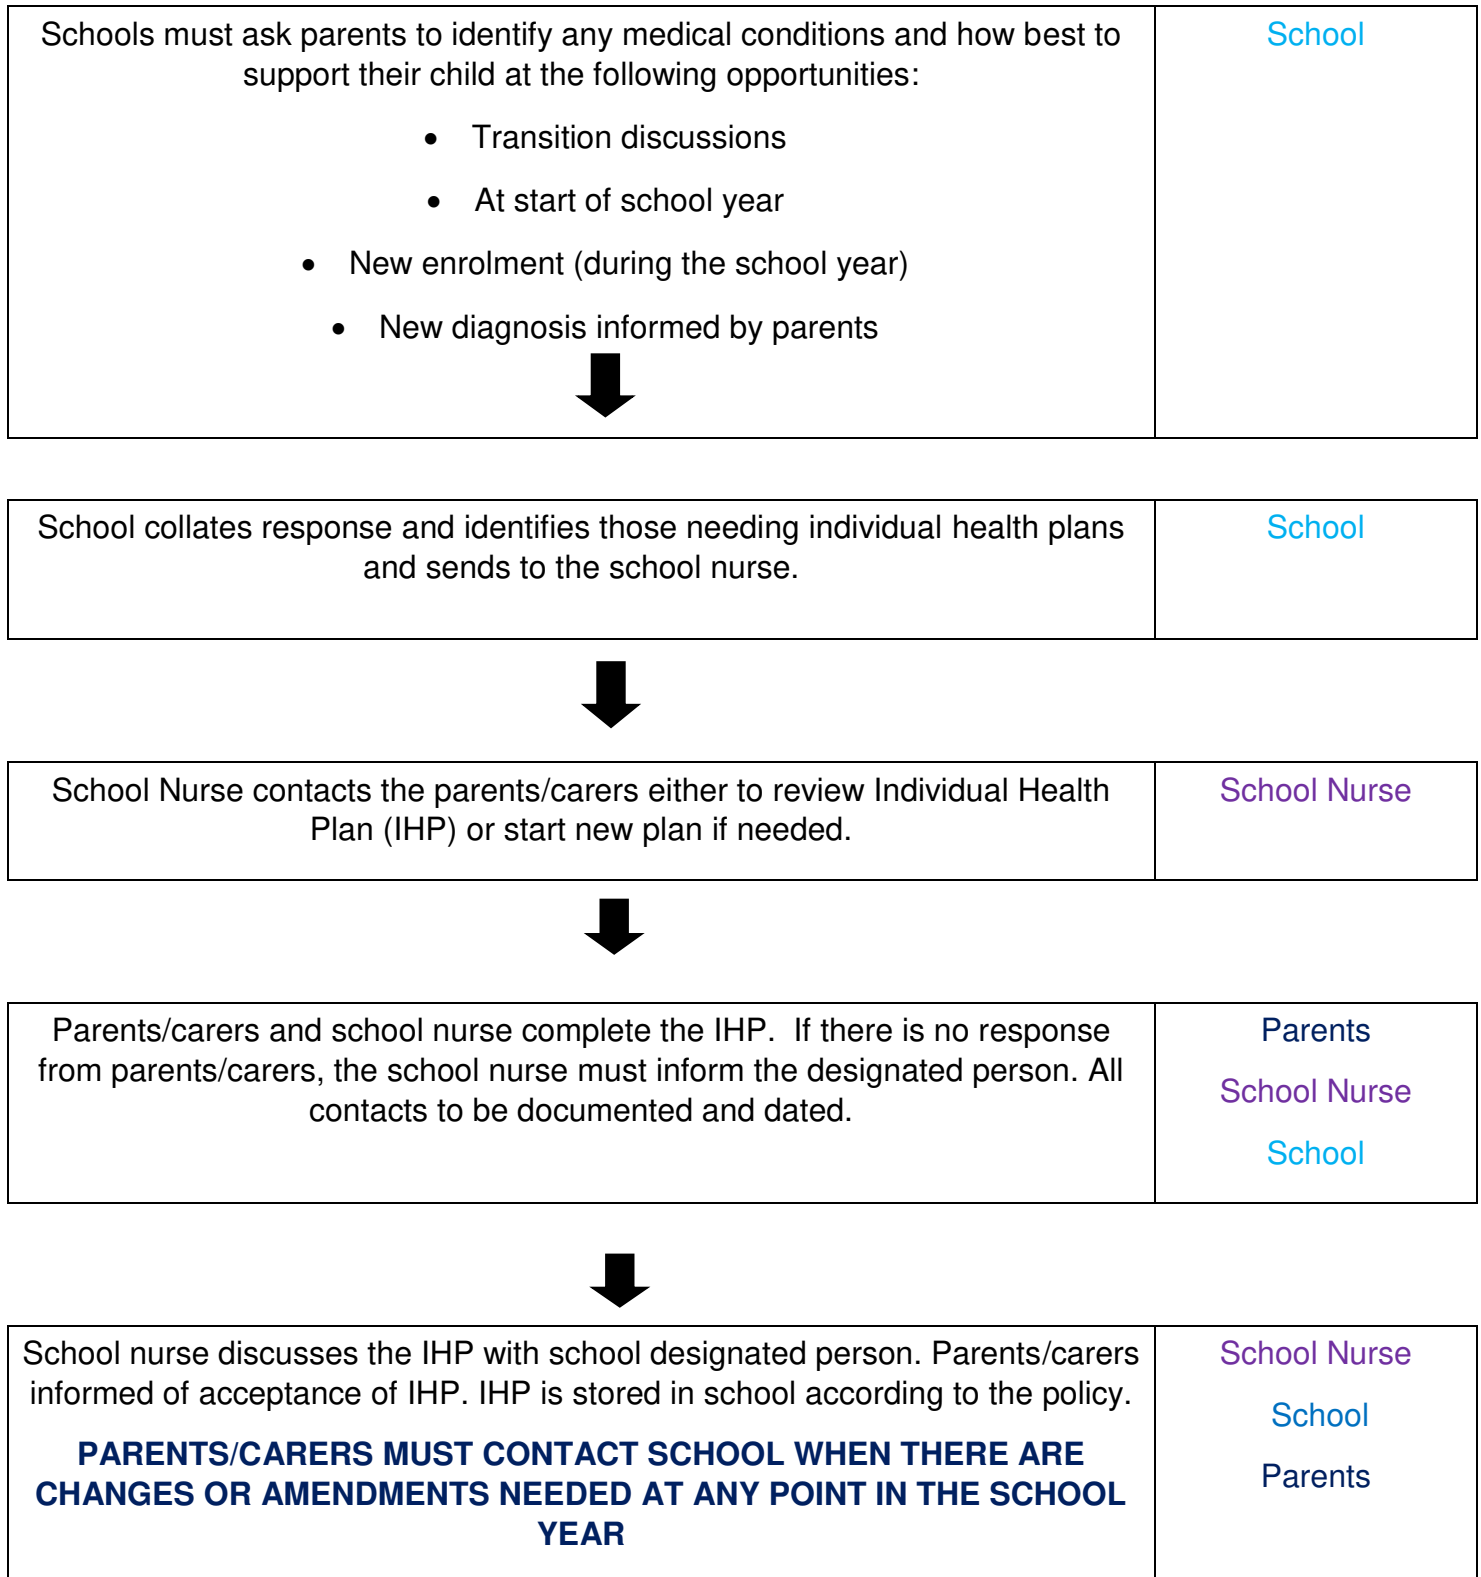 Schools must ask parents to identify any medical conditions and how best to
support their child at the following opportunities:
• Transition discussions
• At start of school year
• New enrolment (during the school year)
• New diagnosis informed by parents
School
School collates response and identifies those needing individual health plans
and sends to the school nurse.
School
School Nurse contacts the parents/carers either to review Individual Health
Plan (IHP) or start new plan if needed.
School Nurse
Parents/carers and school nurse complete the IHP.  If there is no response
from parents/carers, the school nurse must inform the designated person. All
contacts to be documented and dated.
Parents
School Nurse
School
School nurse discusses the IHP with school designated person. Parents/carers
informed of acceptance of IHP. IHP is stored in school according to the policy.
PARENTS/CARERS MUST CONTACT SCHOOL WHEN THERE ARE
CHANGES OR AMENDMENTS NEEDED AT ANY POINT IN THE SCHOOL
YEAR
School Nurse
School
Parents